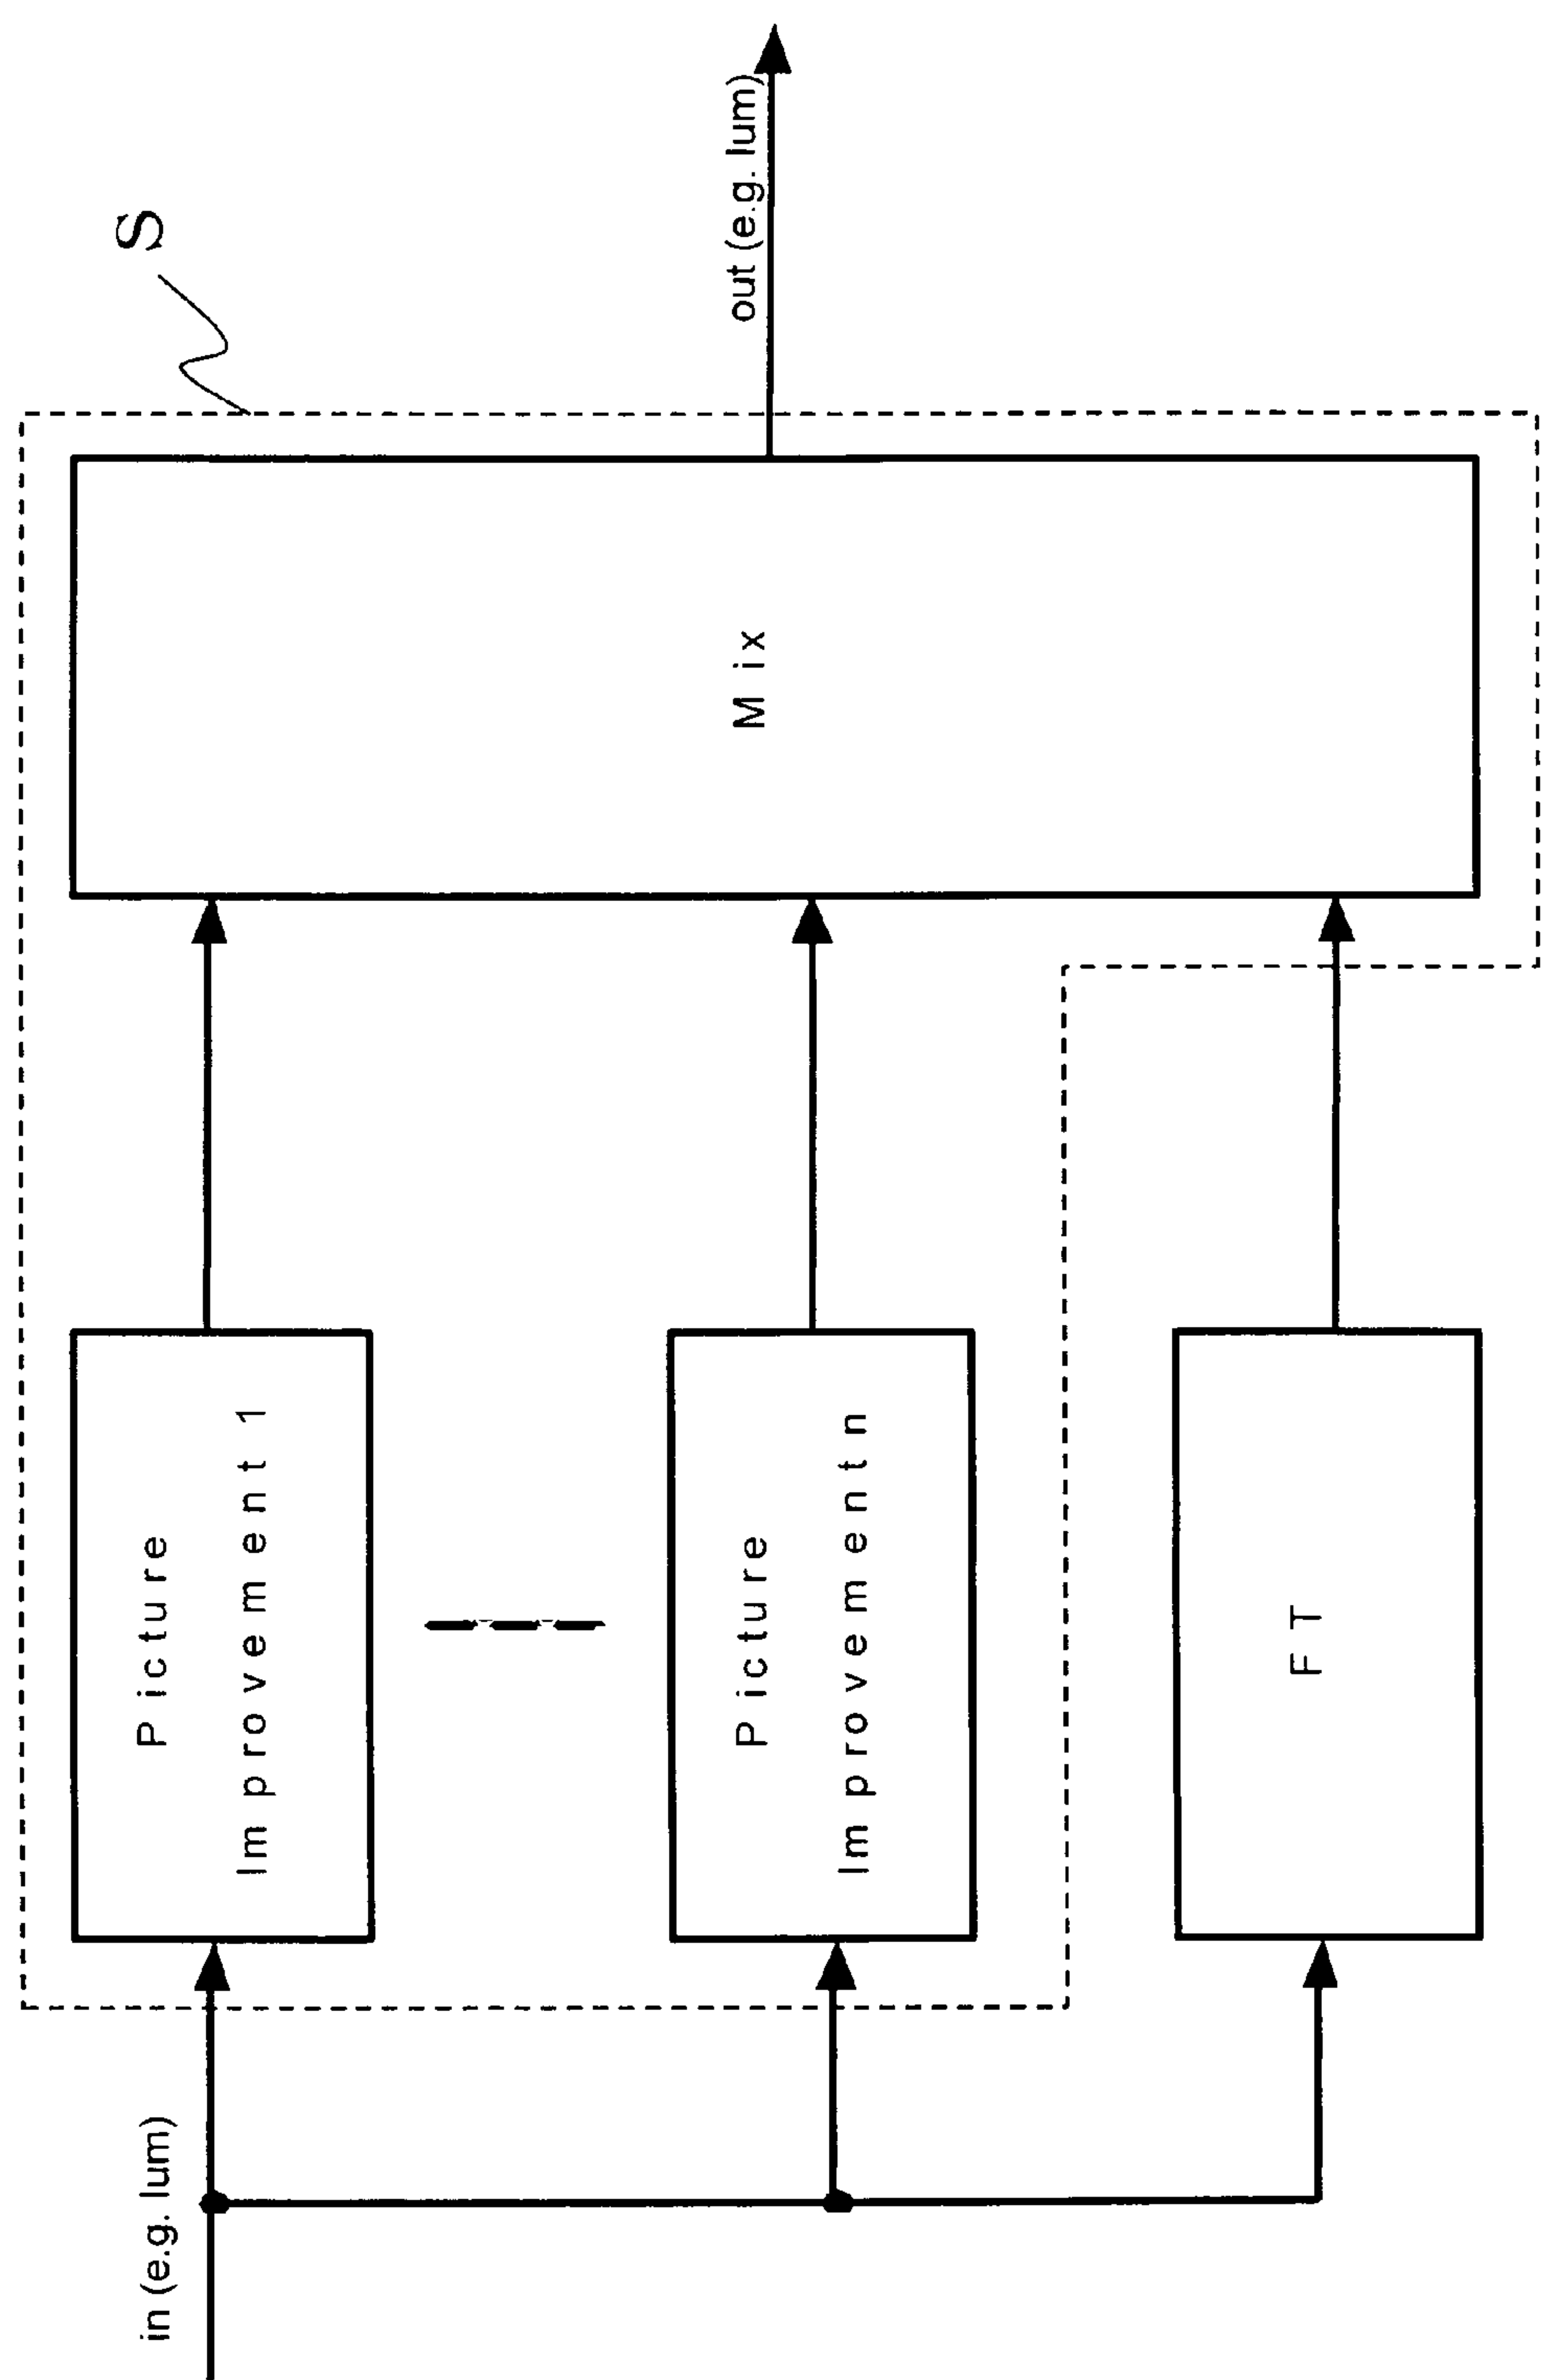 in (e.g. lum)
Picture
Improvement 1
Picture
Improvement n
FT
Mix
S
out (e.g. lum)